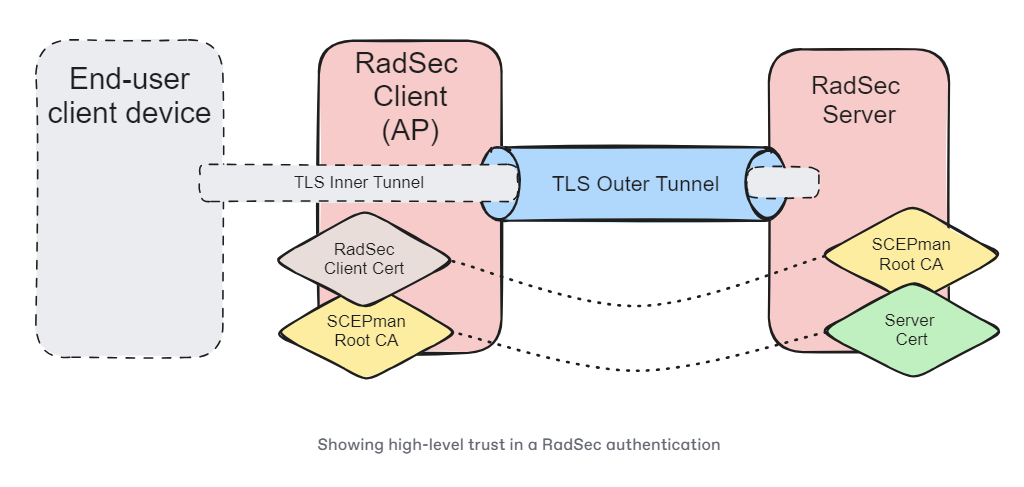 End-user
client device
RadSec
Client
(AP)
RadSec
Server
TLS Inner Tunnel
TLS Outer Tunnel
RadSec
Client Cert
SCEPman
Root CA
SCEPman
Root CA
Server
Cert
Showing high-level trust in a RadSec authentication